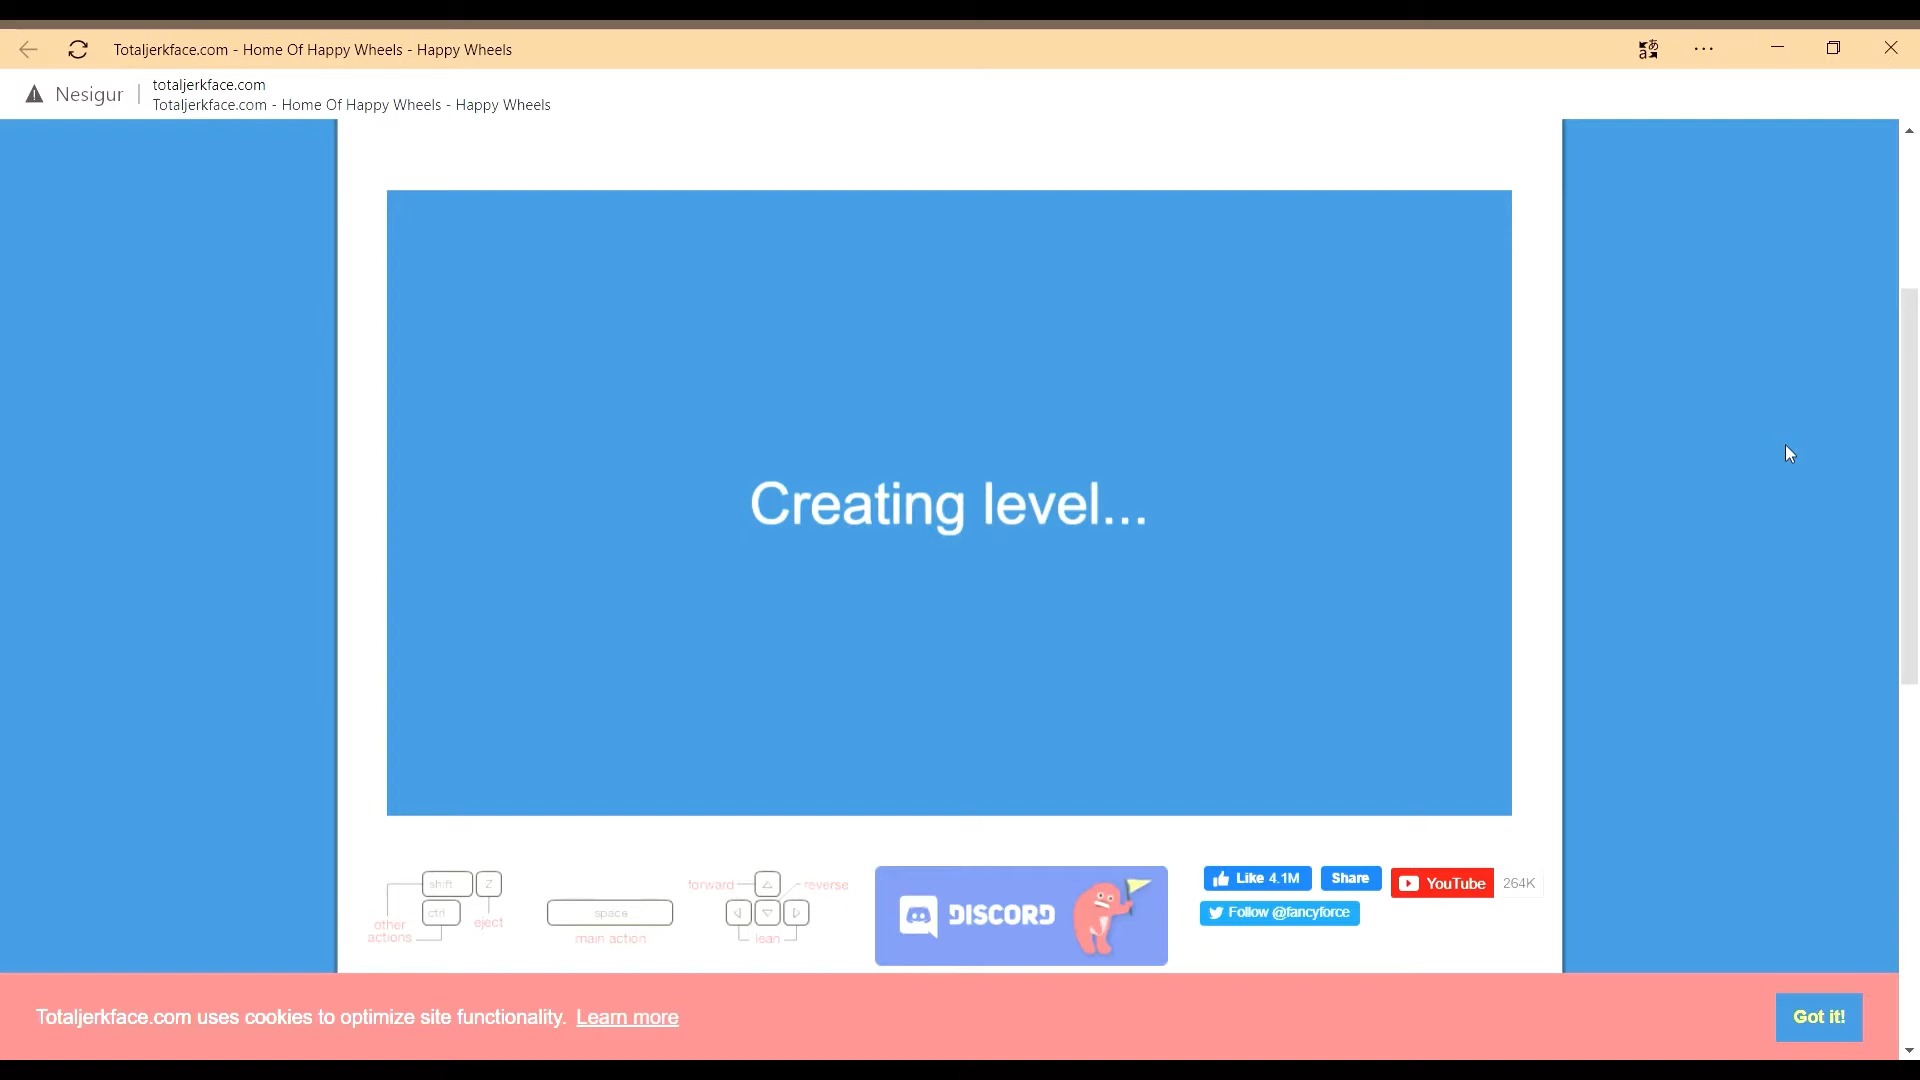 Totaljerkface.com - Home Of Happy Wheels - Happy Wheels
Nesigur
totaljerkface.com
Totaljerkface.com - Home Of Happy Wheels - Happy Wheels
Creating level...
shift
Z
ctrl
other
actions
eject
space
main action
forward
reverse
lean
DISCORD
Like 4.1M
Share
YouTube
264K
Follow @fancyforce
Totaljerkface.com uses cookies to optimize site functionality. Learn more
Got it!